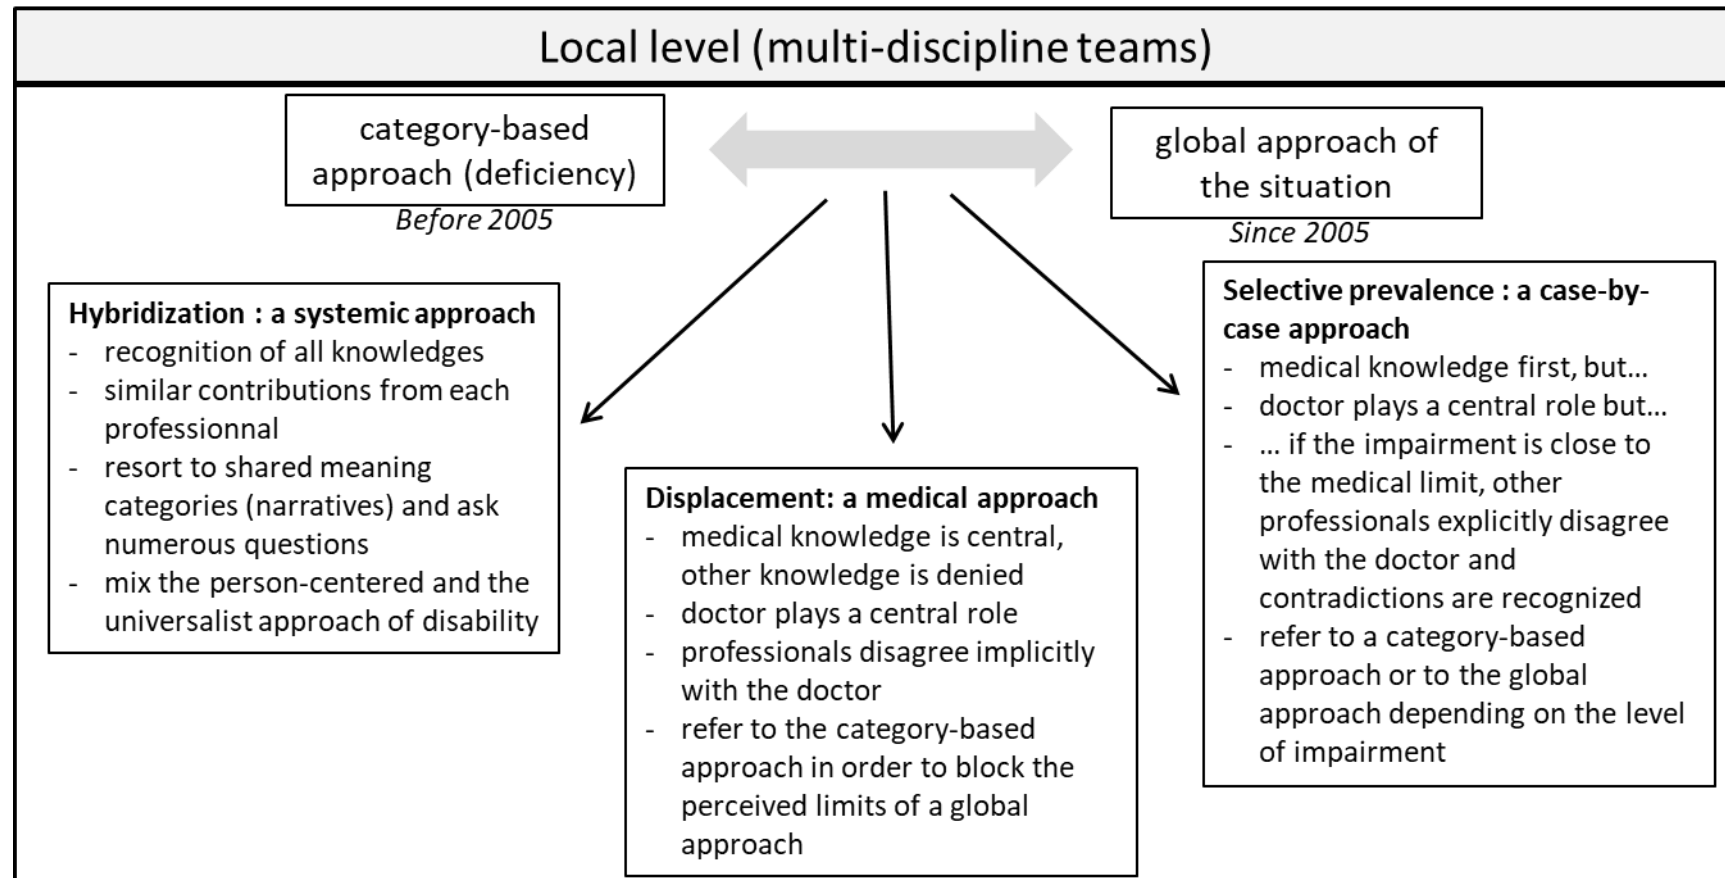 Local level (multi-discipline teams)
category-based
approach (deficiency)
Before 2005
global approach of
the situation
Since 2005
Hybridization : a systemic approach
- recognition of all knowledges
- similar contributions from each
professionnal
- resort to shared meaning
categories (narratives) and ask
numerous questions
- mix the person-centered and the
universalist approach of disability
Displacement: a medical approach
- medical knowledge is central,
other knowledge is denied
- doctor plays a central role
- professionals disagree implicitly
with the doctor
- refer to the category-based
approach in order to block the
perceived limits of a global
approach
Selective prevalence : a case-by-
case approach
- medical knowledge first, but...
- doctor plays a central role but...
- ... if the impairment is close to
the medical limit, other
professionals explicitly disagree
with the doctor and
contradictions are recognized
- refer to a category-based
approach or to the global
approach depending on the level
of impairment